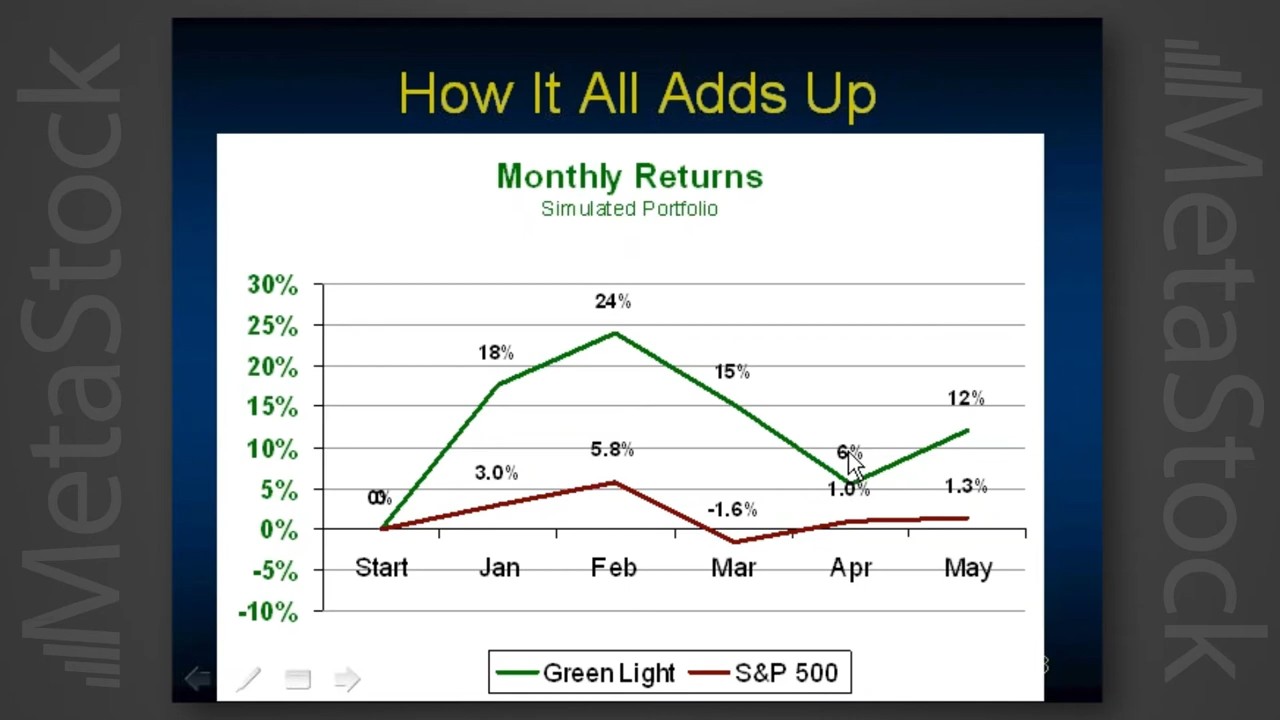 MetaStock
How It All Adds Up
Monthly Returns
Simulated Portfolio
30%
25%
20%
15%
10%
5%
0%
-5%
-10%
24%
18%
15%
12%
6%
5.8%
3.0%
1.0%
1.3%
-1.6%
Start Jan Feb Mar Apr May
Green Light S&P 500
MetaStock